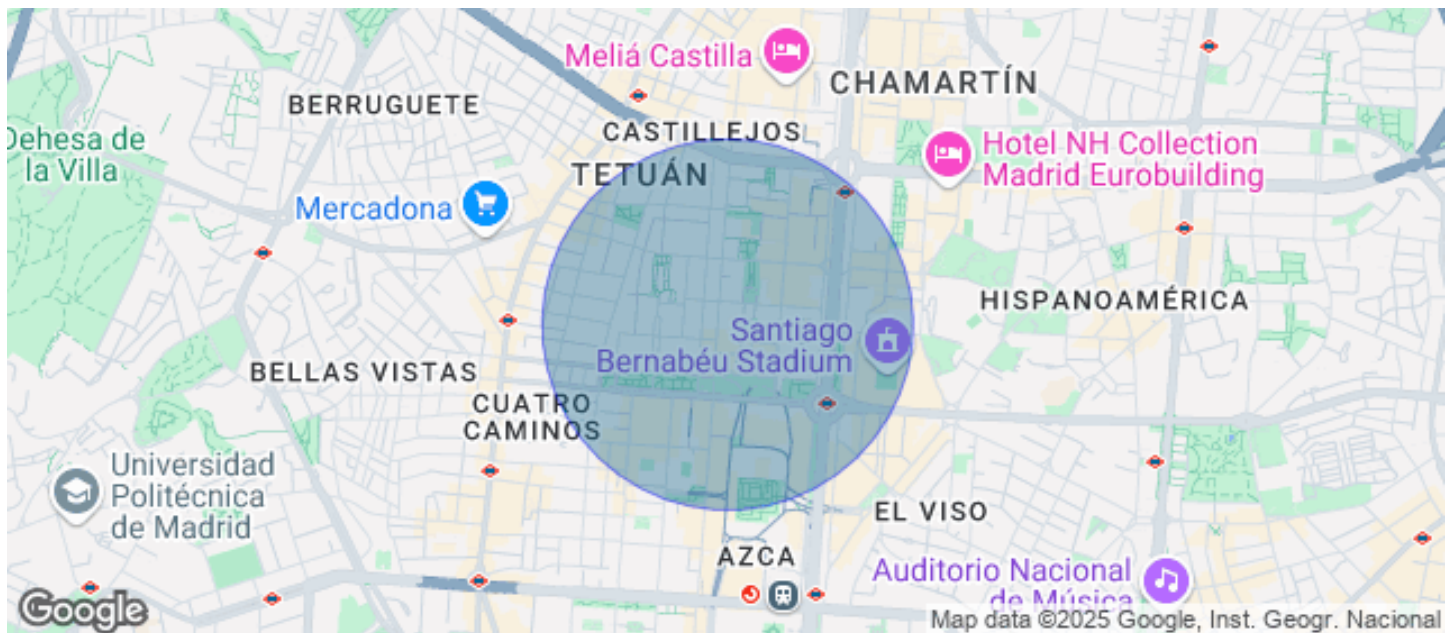 Meliá Castilla
CHAMARTÍN
BERRUGUETE
CASTILLEJOS
Dehesa de
la Villa
Hotel NH Collection
Madrid Eurobuilding
TETUÁN
Mercadona
HISPANOAMÉRICA
Santiago
Bernabéu Stadium
BELLAS VISTAS
CUATRO
CAMINOS
Universidad
Politécnica
de Madrid
EL VISO
AZCA
Auditorio Nacional
de Música
Google
Map data ©2025 Google, Inst. Geogr. Nacional